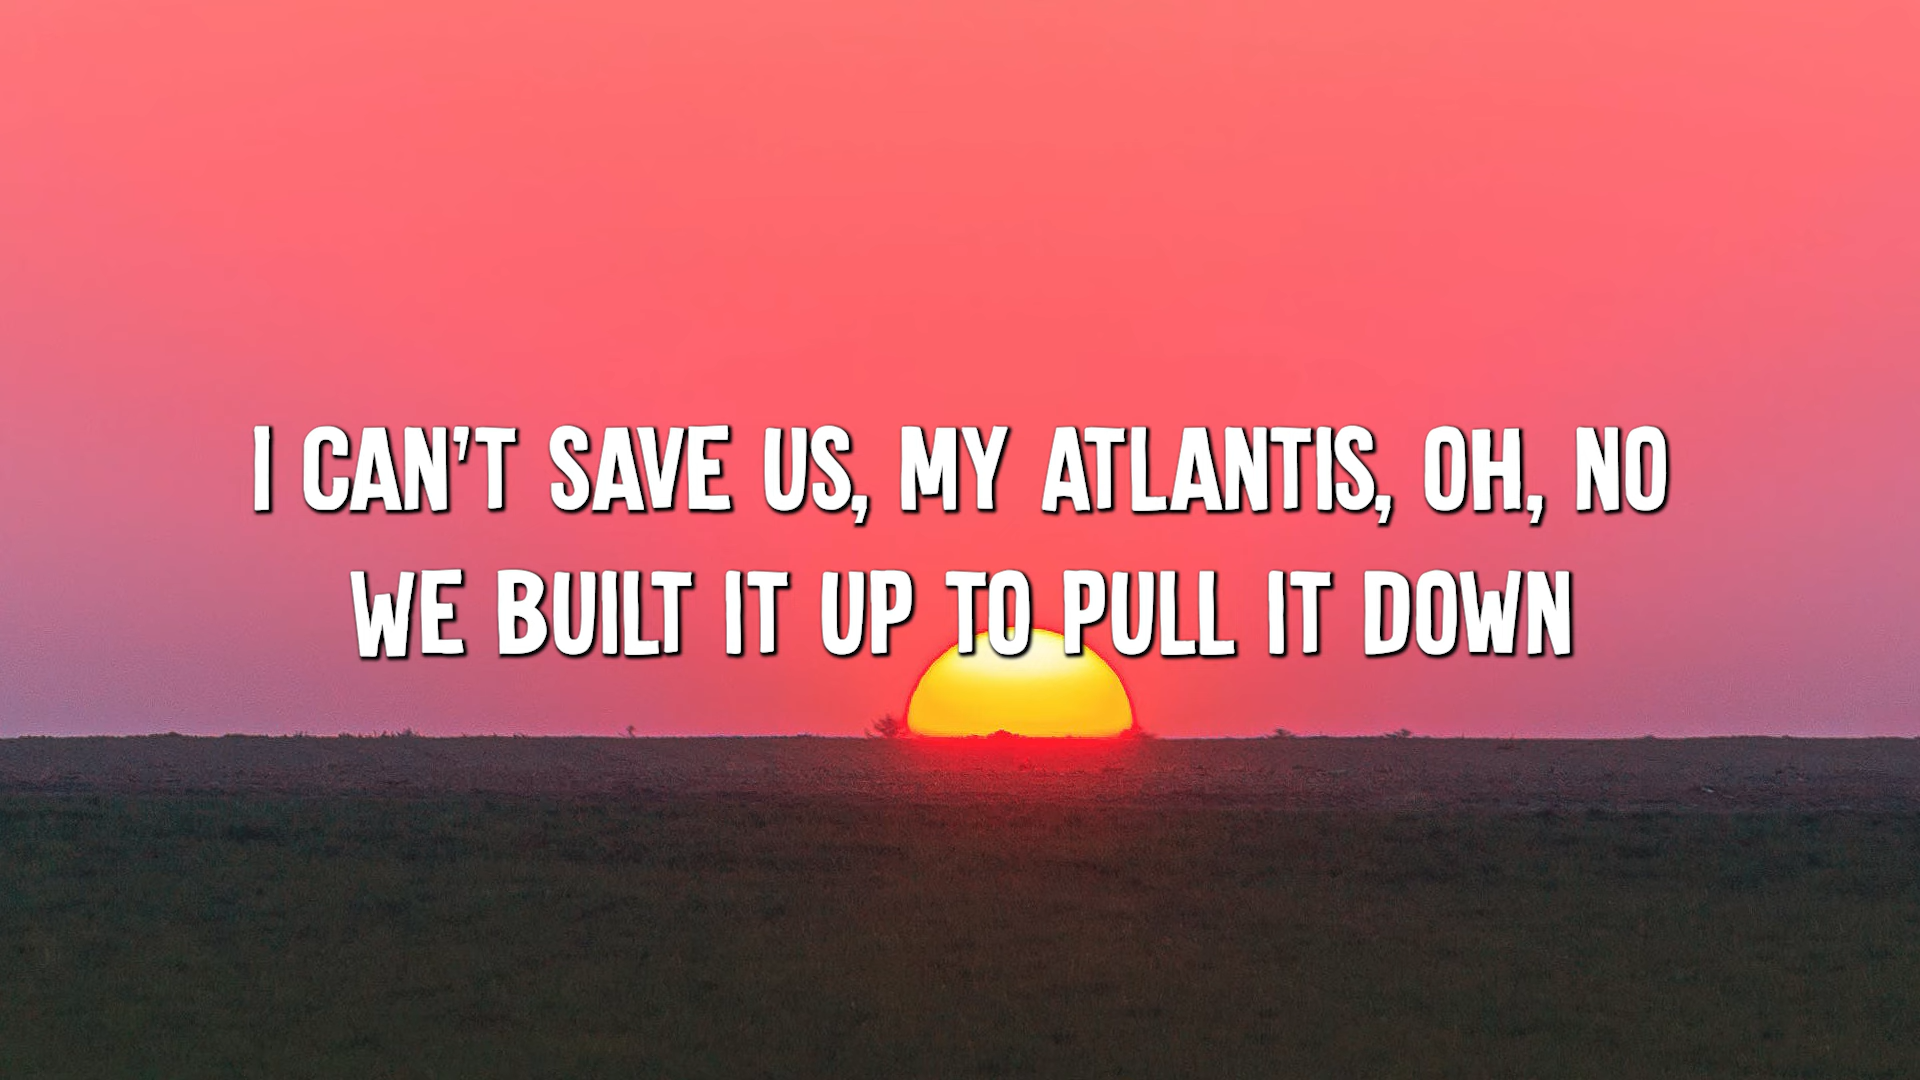 I CAN'T SAVE US, MY ATLANTIS, OH, NO
WE BUILT IT UP TO PULL IT DOWN